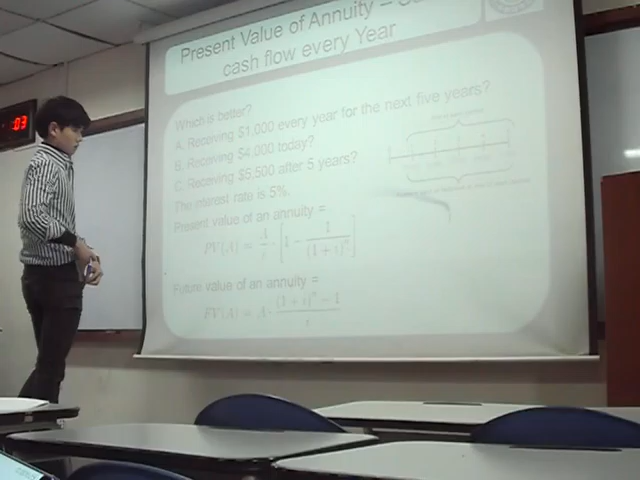 :03
Present Value of Annuity –
cash flow every Year
Which is better?
A. Receiving $1,000 every year for the next five years?
B. Receiving $4,000 today?
C. Receiving $5,500 after 5 years?
The interest rate is 5%.
Present value of an annuity =
PV(A) = A/i · [1 − 1/(1 + i)^n]
Future value of an annuity =
FV(A) = A · ((1 + i)^n − 1)/i